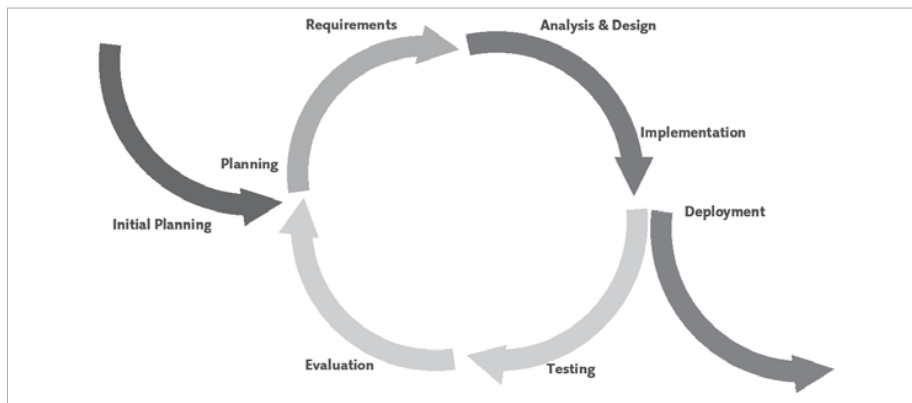 Requirements
Analysis & Design
Implementation
Planning
Initial Planning
Deployment
Evaluation
Testing